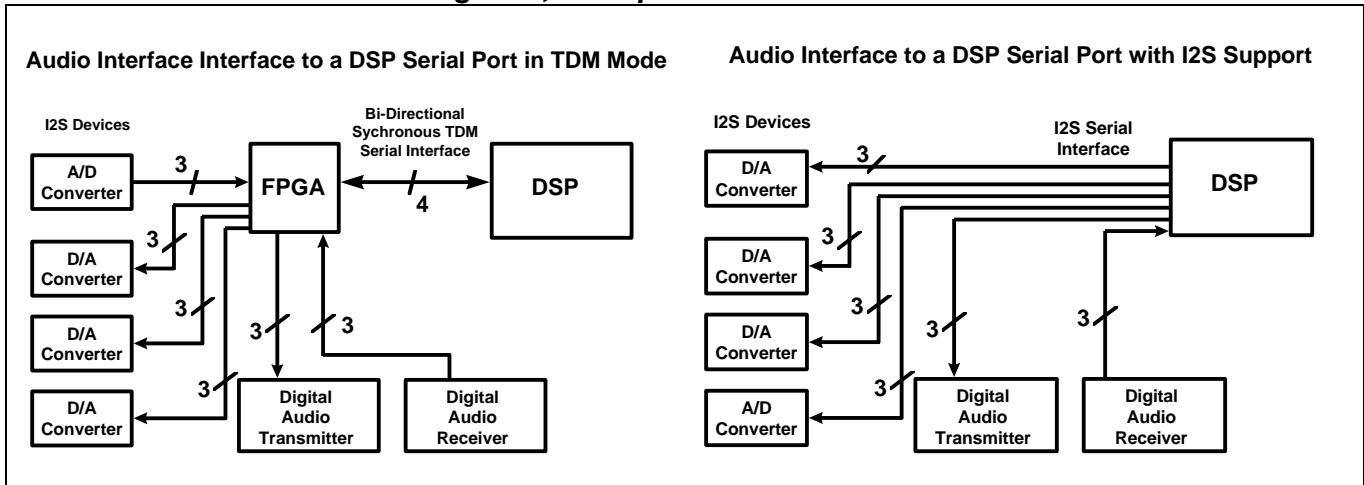 Audio Interface Interface to a DSP Serial Port in TDM Mode
I2S Devices
Bi-Directional
Sychronous TDM
Serial Interface
A/D
Converter
3
FPGA
4
DSP
D/A
Converter
3
D/A
Converter
3
D/A
Converter
3
3
3
Digital
Audio
Transmitter
Digital
Audio
Receiver
Audio Interface to a DSP Serial Port with I2S Support
I2S Devices
I2S Serial
Interface
D/A
Converter
3
DSP
D/A
Converter
3
D/A
Converter
3
A/D
Converter
3
3
3
Digital
Audio
Transmitter
Digital
Audio
Receiver